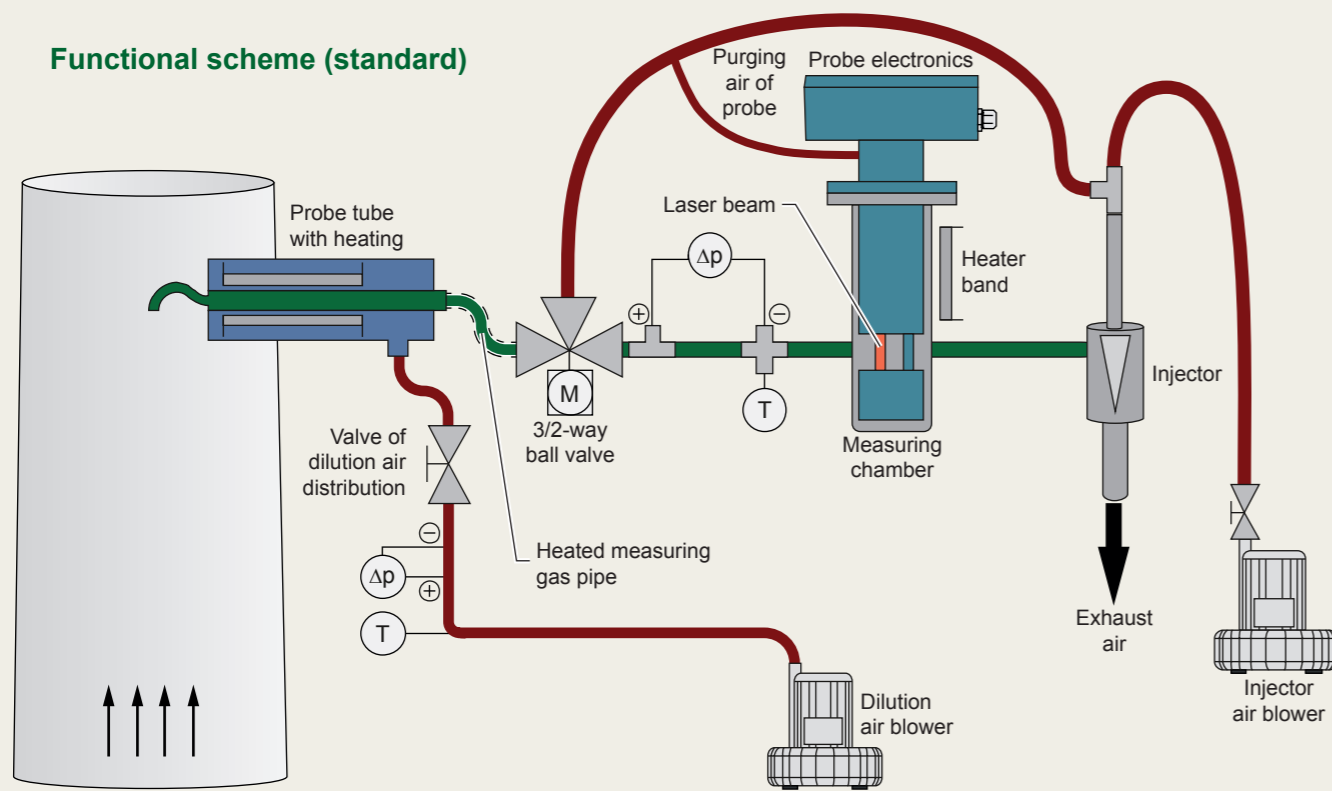 Functional scheme (standard)
Purging
air of
probe
Probe electronics
Probe tube
with heating
Laser beam
Δp
Heater
band
+
−
M
T
3/2-way
ball valve
Measuring
chamber
Injector
Valve of
dilution air
distribution
−
Δp
+
T
Heated measuring
gas pipe
Exhaust
air
Dilution
air blower
Injector
air blower